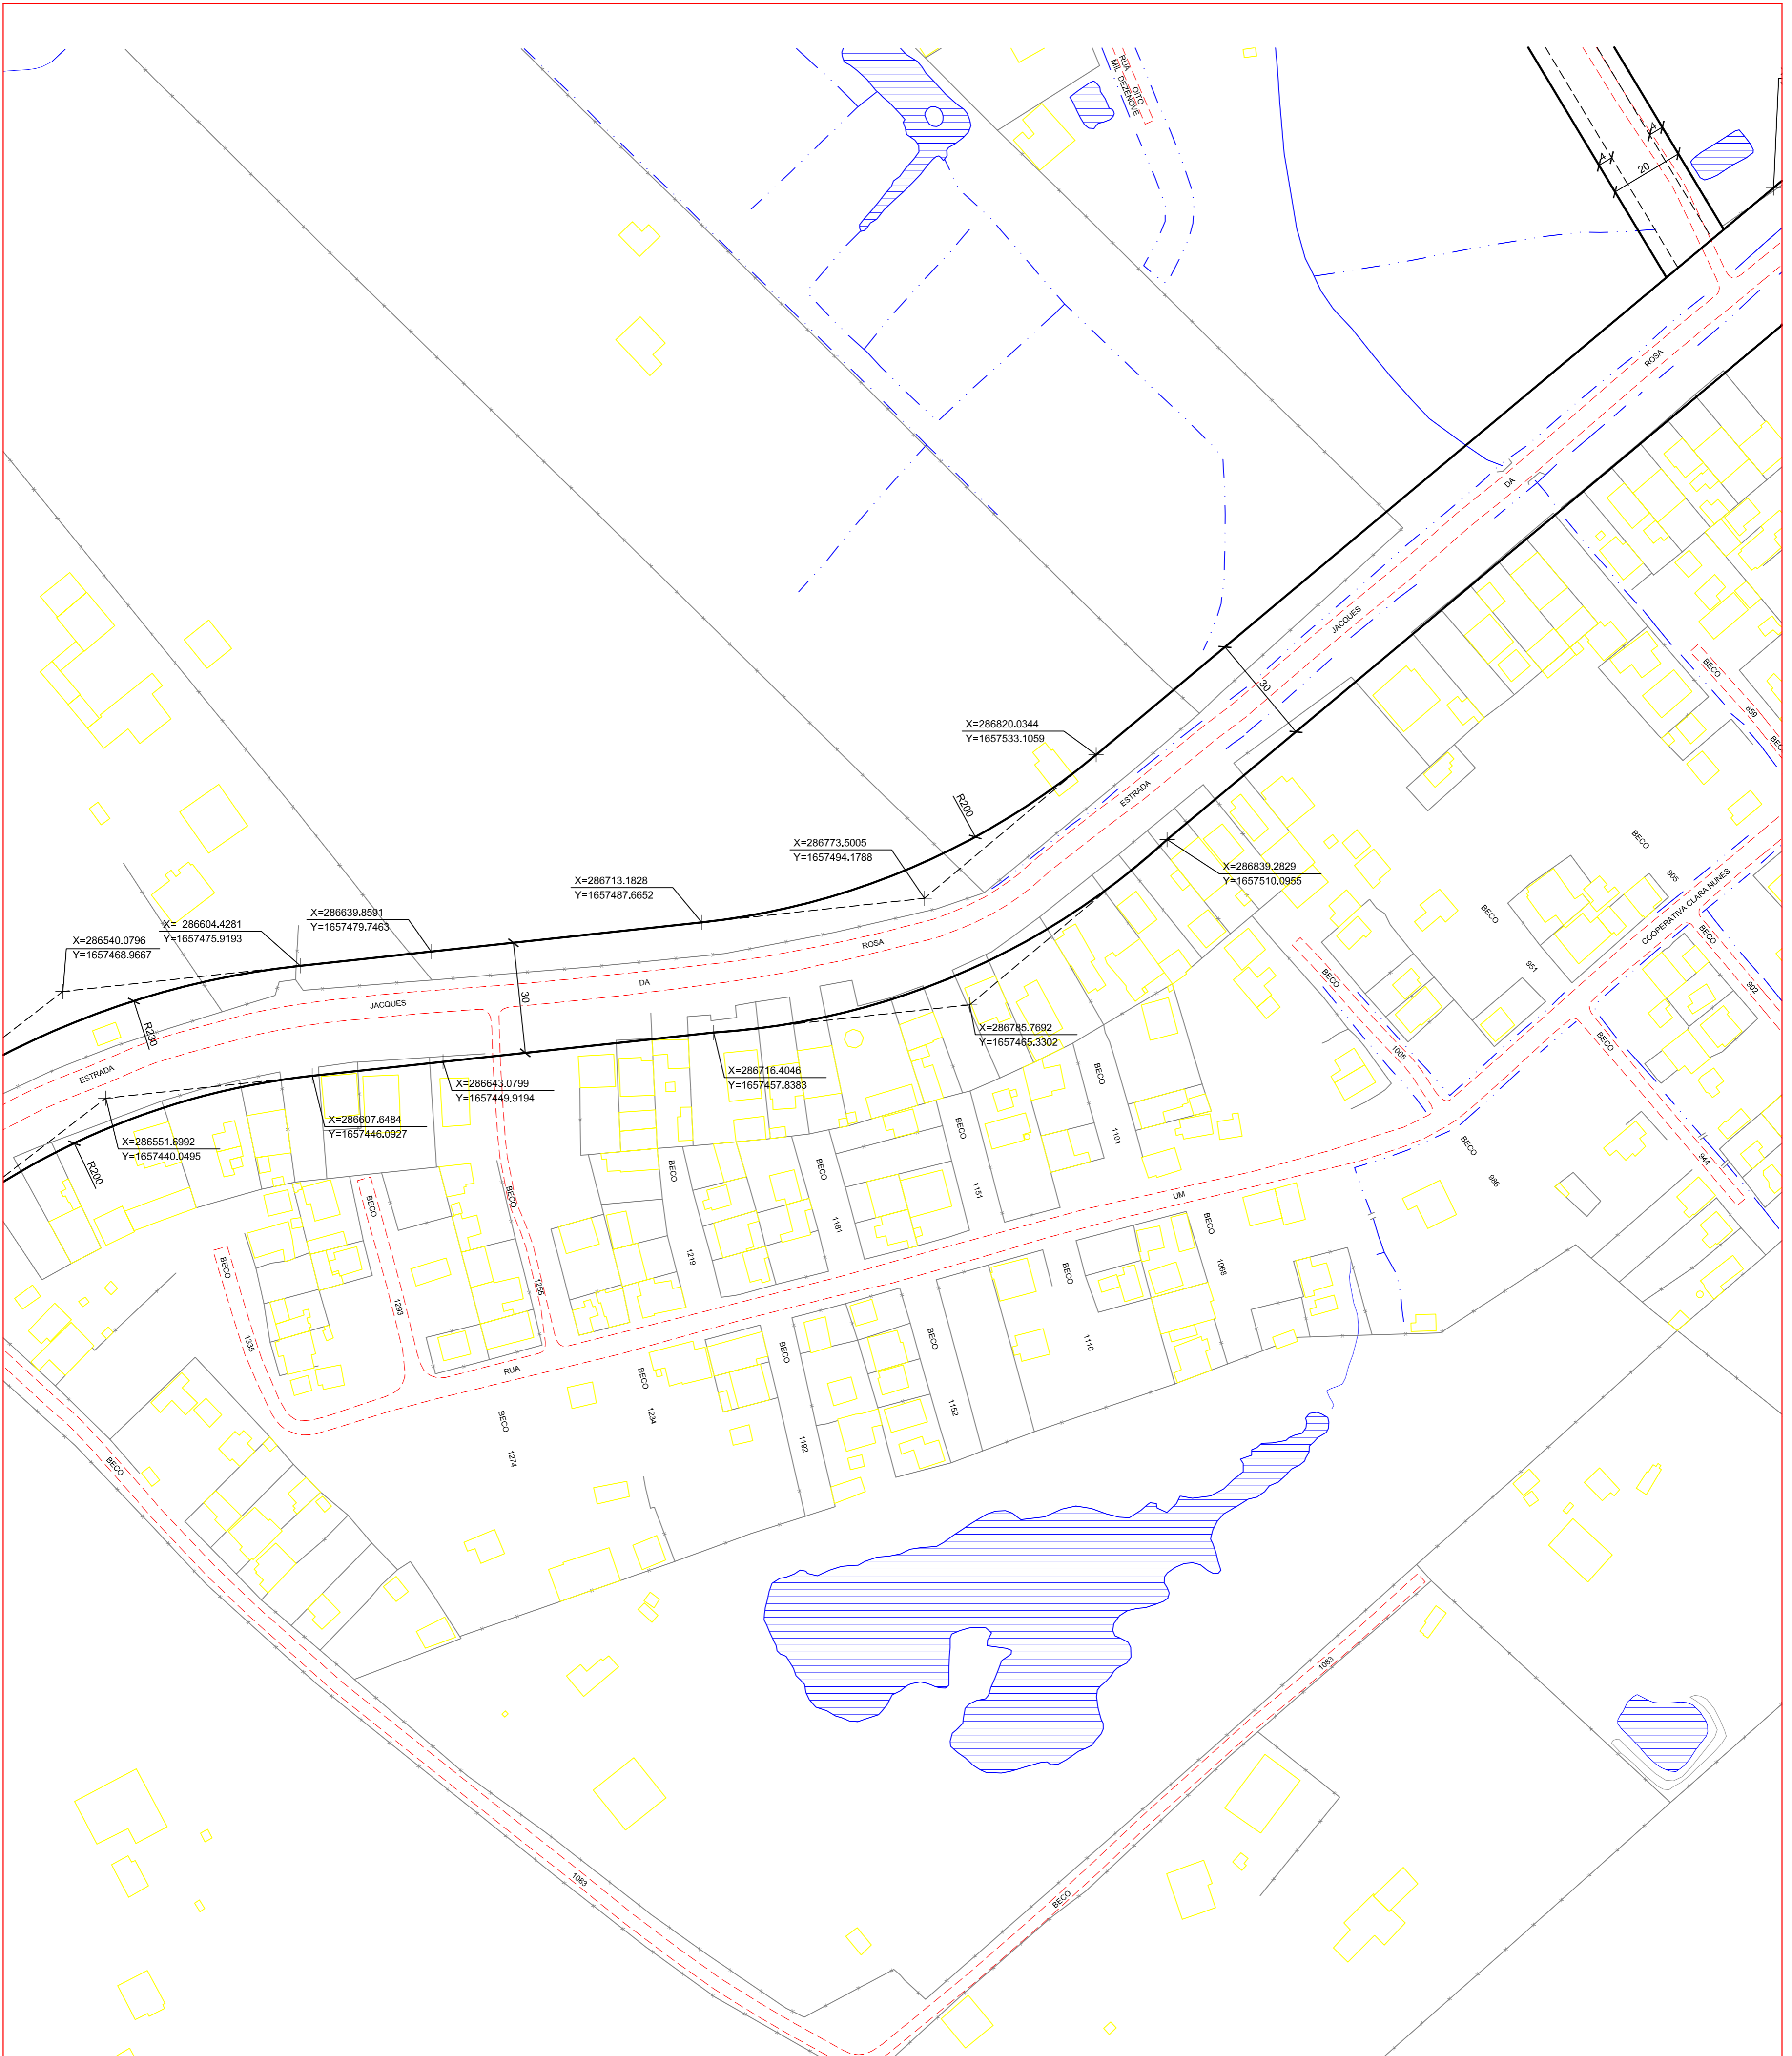 RUA OITO
MIL DEZENOVE
4
4
20
ROSA
DA
JACQUES
30
BECO
859
BECO
X=286820.0344
Y=1657533.1059
ESTRADA
R200
X=286773.5005
Y=1657494.1788
X=286839.2829
Y=1657510.0955
BECO
905
COOPERATIVA CLARA NUNES
X=286713.1828
Y=1657487.6652
X=286639.8591
Y=1657479.7463
X= 286604.4281
Y=1657475.9193
X=286540.0796
Y=1657468.9667
BECO
951
BECO
902
ROSA
DA
JACQUES
30
R230
ESTRADA
BECO
1005
BECO
944
X=286785.7692
Y=1657465.3302
X=286716.4046
Y=1657457.8383
X=286643.0799
Y=1657449.9194
X=286607.6484
Y=1657446.0927
X=286551.6992
Y=1657440.0495
R200
BECO
1101
BECO
1151
BECO
1181
BECO
1219
BECO
1255
BECO
1293
BECO
1335
BECO
986
UM
BECO
1068
BECO
1110
BECO
1152
BECO
1192
BECO
1234
BECO
1274
RUA
BECO
1083
1083
BECO